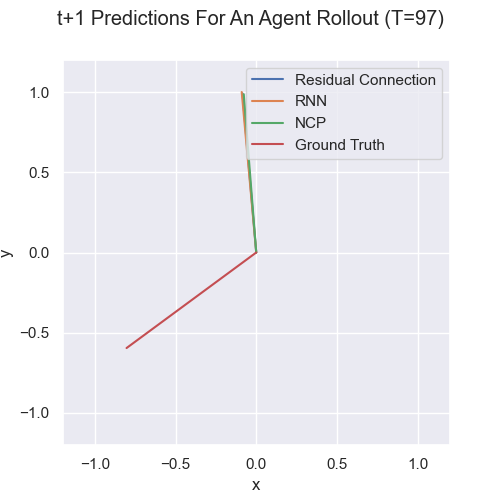 t+1 Predictions For An Agent Rollout (T=97)
Residual Connection
RNN
NCP
Ground Truth
1.0
0.5
0.0
−0.5
−1.0
y
−1.0 −0.5 0.0 0.5 1.0
x